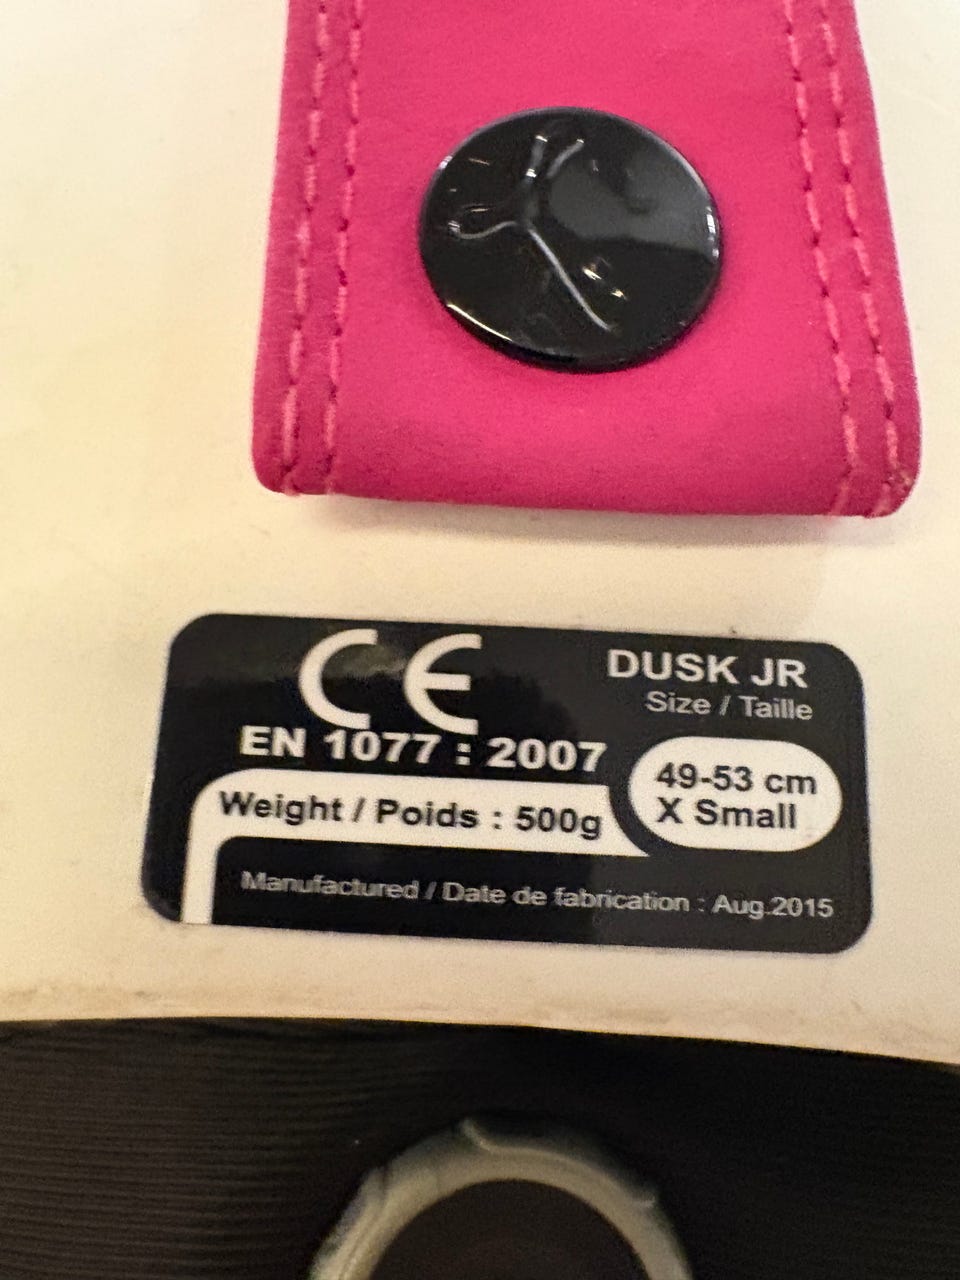 CE
DUSK JR
Size / Taille
EN 1077 : 2007
49-53 cm
X Small
Weight / Poids : 500g
Manufactured / Date de fabrication : Aug.2015